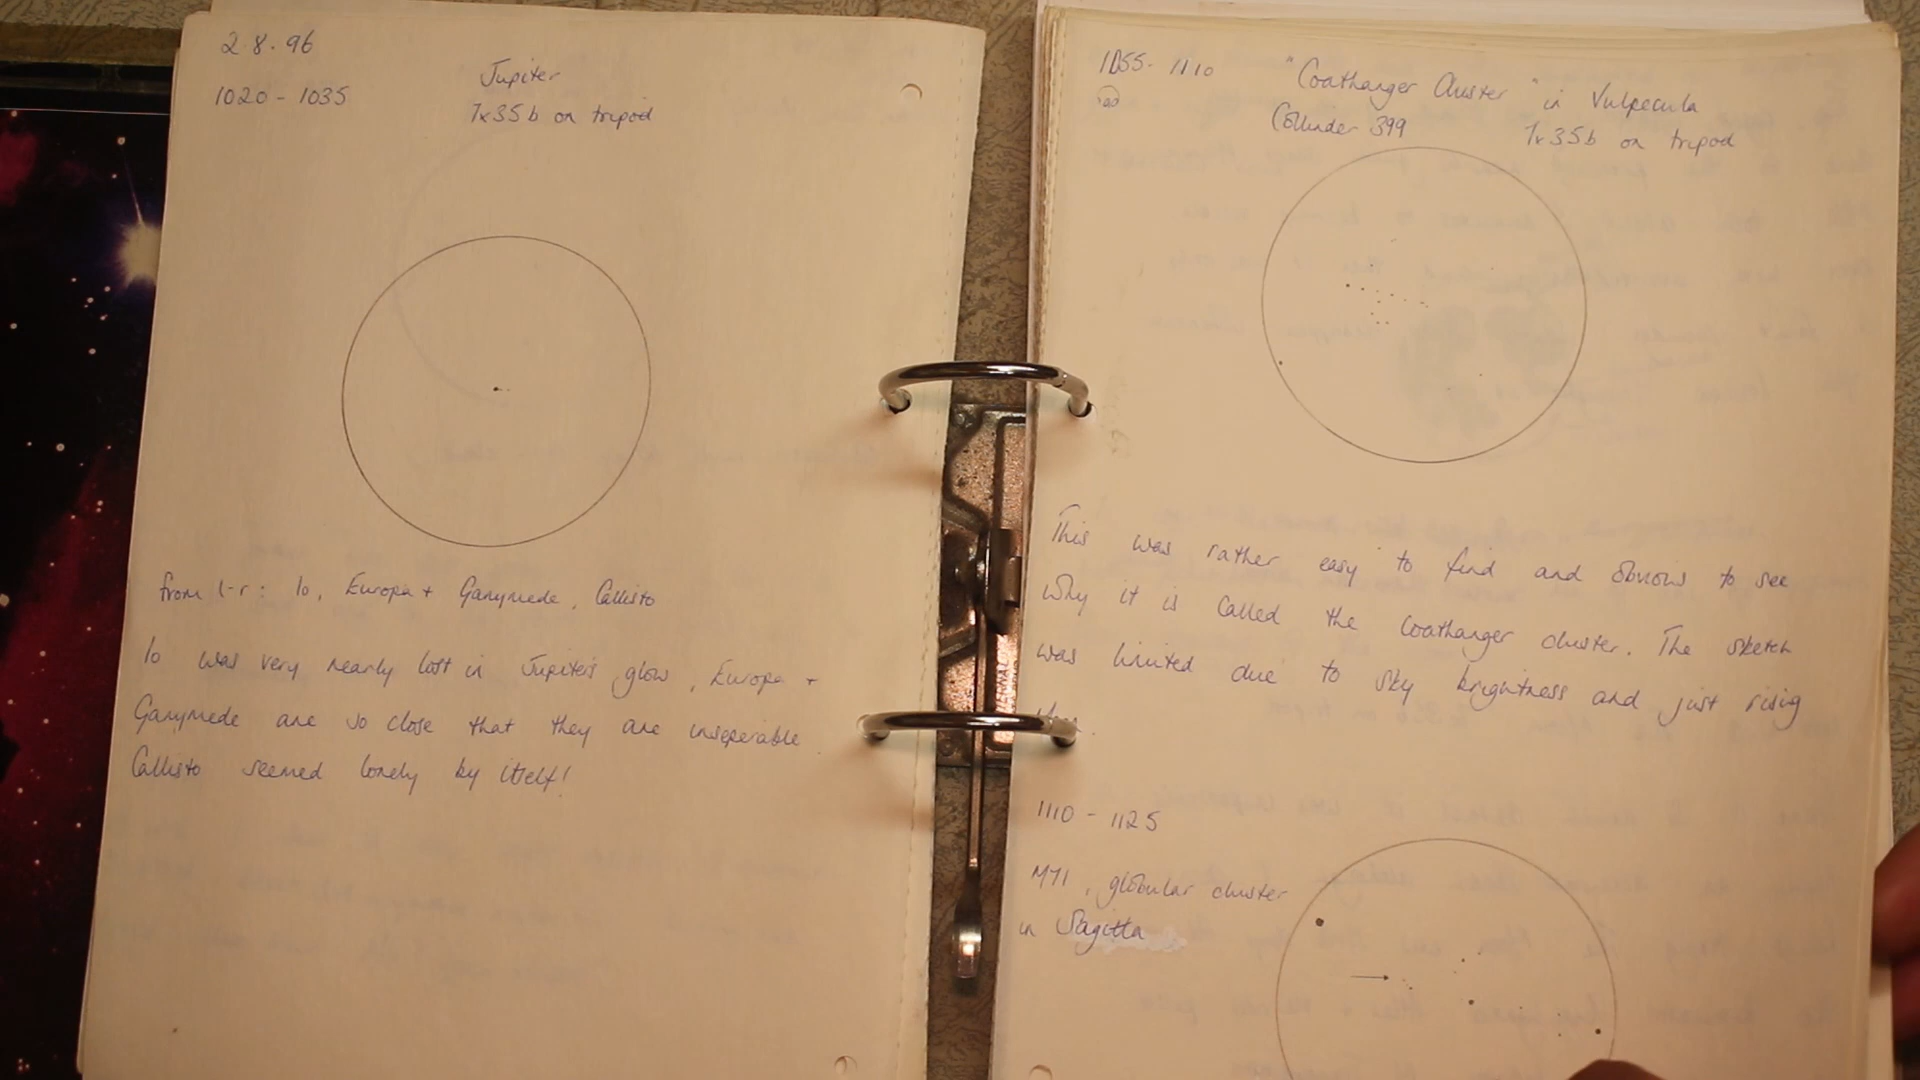 2.8.96
1020 - 1035
Jupiter
7x35b on tripod
from l-r: Io, Europa + Ganymede, Callisto
Io was very nearly lost in Jupiter's glow, Europa +
Ganymede are so close that they are inseperable.
Callisto seemed lonely by itself!
1055 - 1110
"Coathanger Cluster" in Vulpecula
Collinder 399
7x35b on tripod
This was rather easy to find and obvious to see
why it is called the Coathanger cluster. The sketch
was limited due to sky brightness and just rising
1110 - 1125
M71, globular cluster
in Sagitta